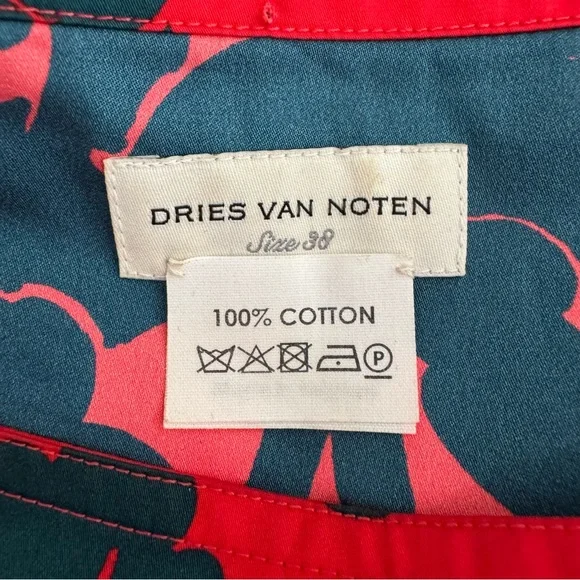 DRIES VAN NOTEN
Size 38
100% COTTON
P